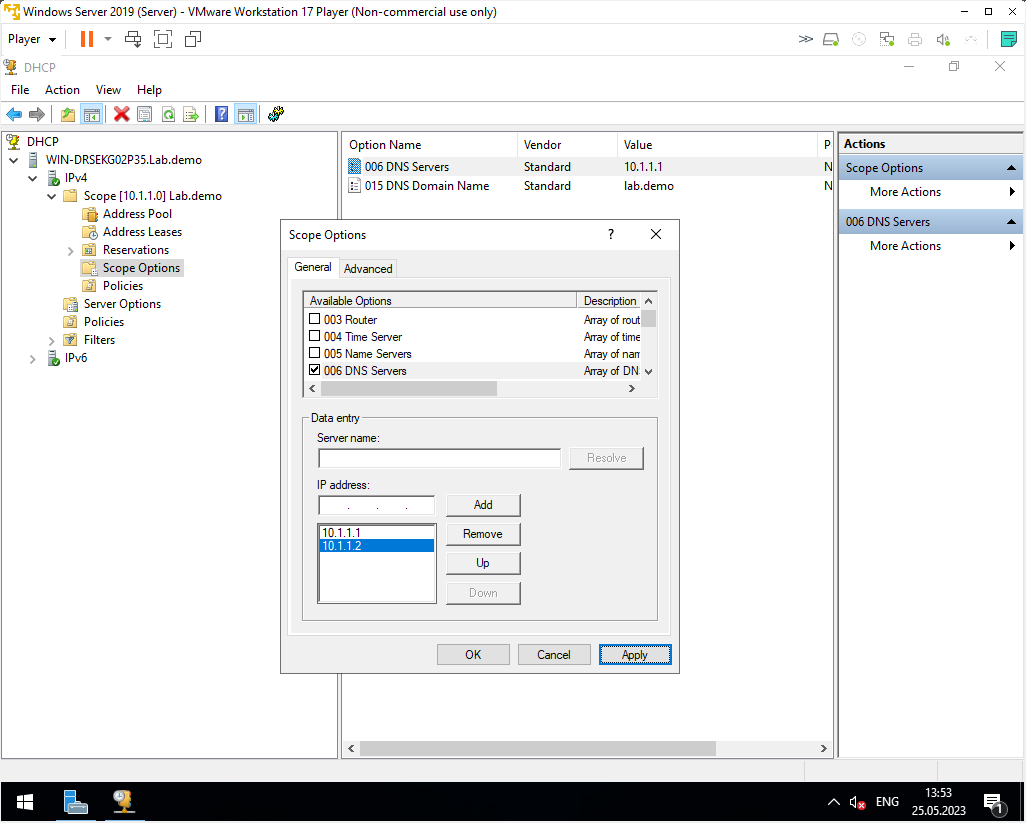 Windows Server 2019 (Server) - VMware Workstation 17 Player (Non-commercial use only)
Player
DHCP
File Action View Help
DHCP
WIN-DRSEKG02P35.Lab.demo
IPv4
Scope [10.1.1.0] Lab.demo
Address Pool
Address Leases
Reservations
Scope Options
Policies
Server Options
Policies
Filters
IPv6
Option Name Vendor Value P
006 DNS Servers Standard 10.1.1.1 N
015 DNS Domain Name Standard lab.demo N
Actions
Scope Options
More Actions
006 DNS Servers
More Actions
Scope Options ?
General Advanced
Available Options Description
003 Router Array of rout
004 Time Server Array of time
005 Name Servers Array of nam
006 DNS Servers Array of DN
Data entry
Server name:
Resolve
IP address:
. . . Add
10.1.1.1
10.1.1.2
Remove
Up
Down
OK Cancel Apply
ENG
13:53
25.05.2023
1